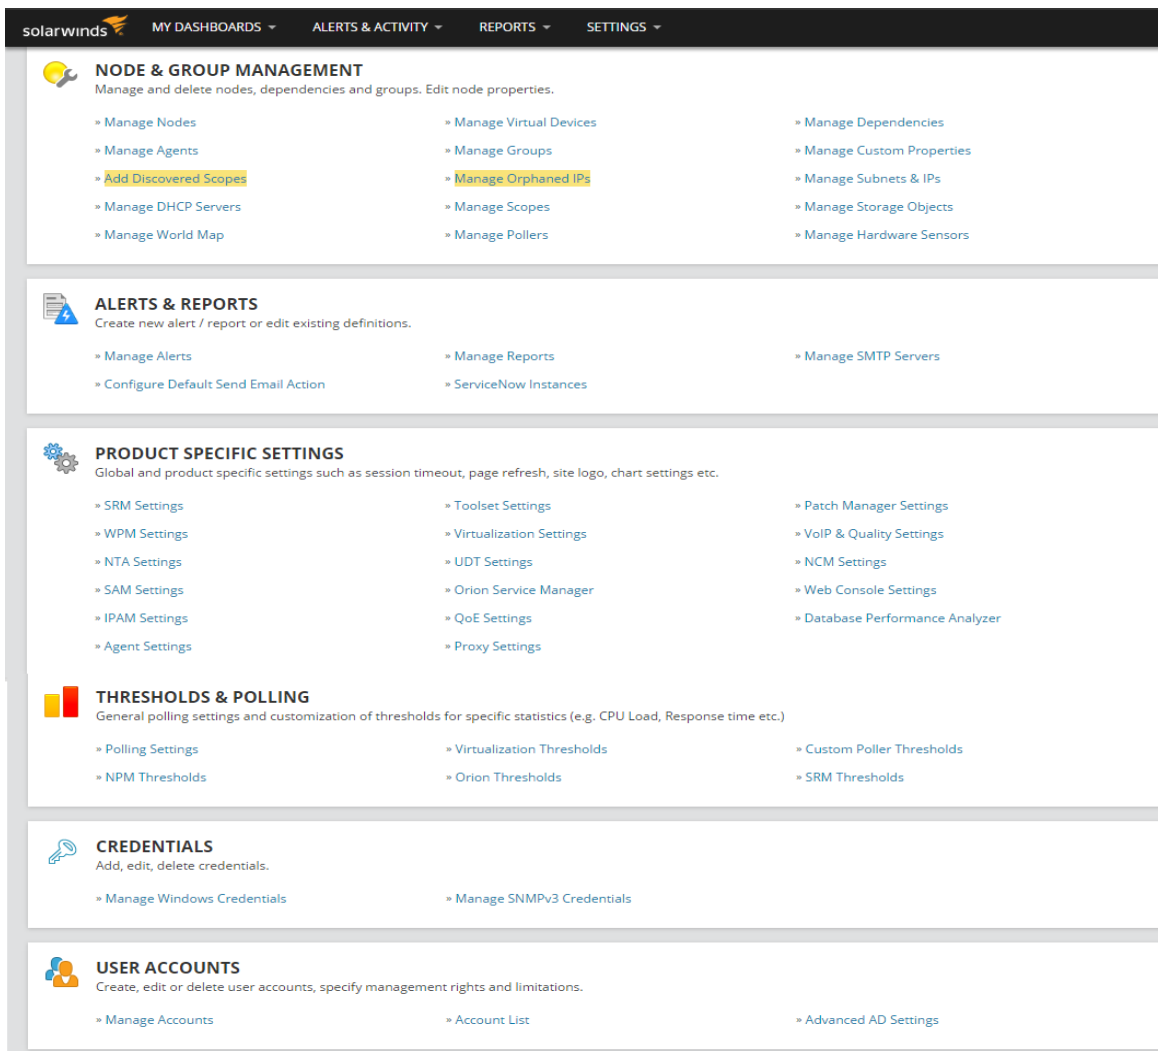 solarwinds MY DASHBOARDS ALERTS & ACTIVITY REPORTS SETTINGS
NODE & GROUP MANAGEMENT
Manage and delete nodes, dependencies and groups. Edit node properties.
» Manage Nodes » Manage Virtual Devices » Manage Dependencies
» Manage Agents » Manage Groups » Manage Custom Properties
» Add Discovered Scopes » Manage Orphaned IPs » Manage Subnets & IPs
» Manage DHCP Servers » Manage Scopes » Manage Storage Objects
» Manage World Map » Manage Pollers » Manage Hardware Sensors
ALERTS & REPORTS
Create new alert / report or edit existing definitions.
» Manage Alerts » Manage Reports » Manage SMTP Servers
» Configure Default Send Email Action » ServiceNow Instances
PRODUCT SPECIFIC SETTINGS
Global and product specific settings such as session timeout, page refresh, site logo, chart settings etc.
» SRM Settings » Toolset Settings » Patch Manager Settings
» WPM Settings » Virtualization Settings » VoIP & Quality Settings
» NTA Settings » UDT Settings » NCM Settings
» SAM Settings » Orion Service Manager » Web Console Settings
» IPAM Settings » QoE Settings » Database Performance Analyzer
» Agent Settings » Proxy Settings
THRESHOLDS & POLLING
General polling settings and customization of thresholds for specific statistics (e.g. CPU Load, Response time etc.)
» Polling Settings » Virtualization Thresholds » Custom Poller Thresholds
» NPM Thresholds » Orion Thresholds » SRM Thresholds
CREDENTIALS
Add, edit, delete credentials.
» Manage Windows Credentials » Manage SNMPv3 Credentials
USER ACCOUNTS
Create, edit or delete user accounts, specify management rights and limitations.
» Manage Accounts » Account List » Advanced AD Settings